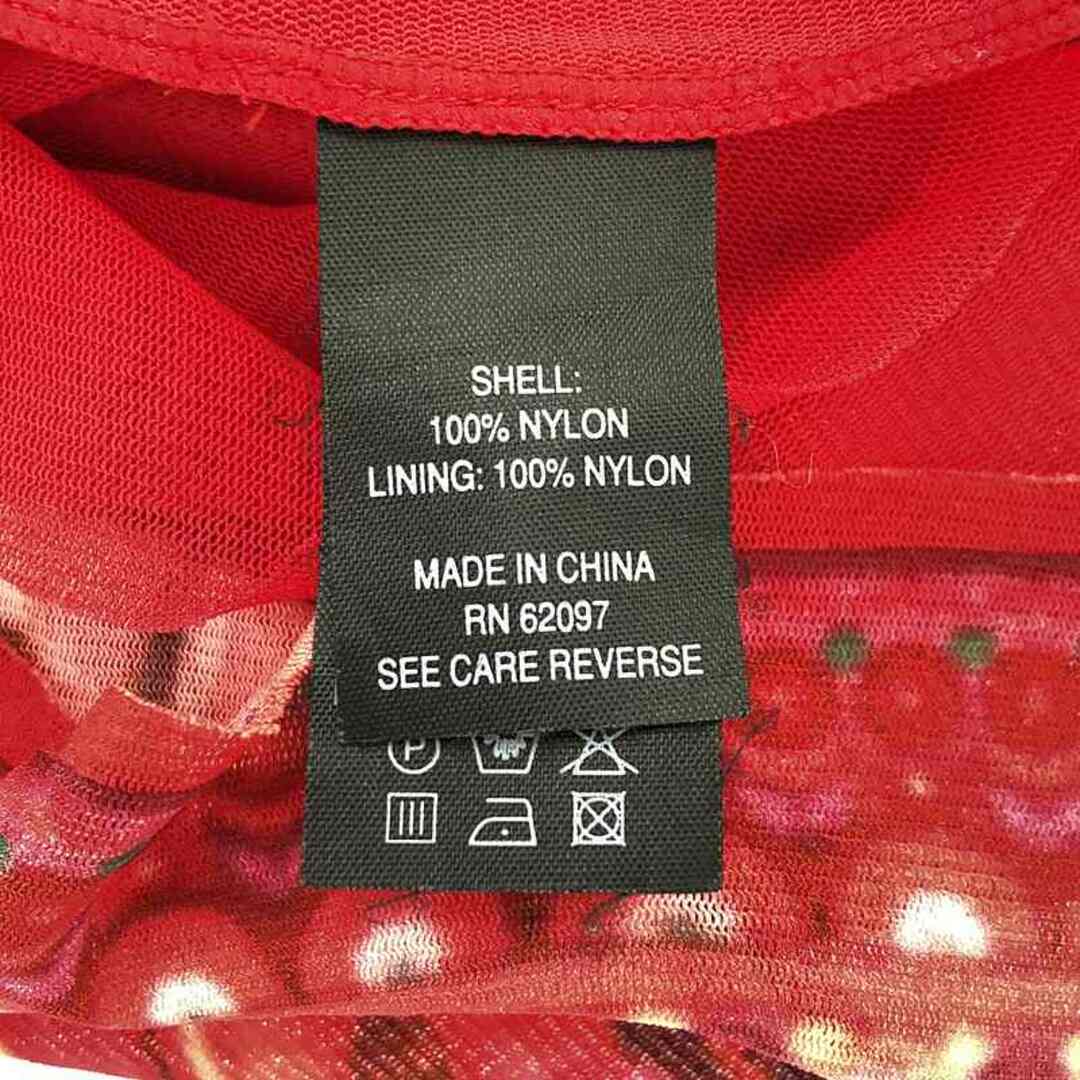 SHELL:
100% NYLON
LINING: 100% NYLON
MADE IN CHINA
RN 62097
SEE CARE REVERSE
P